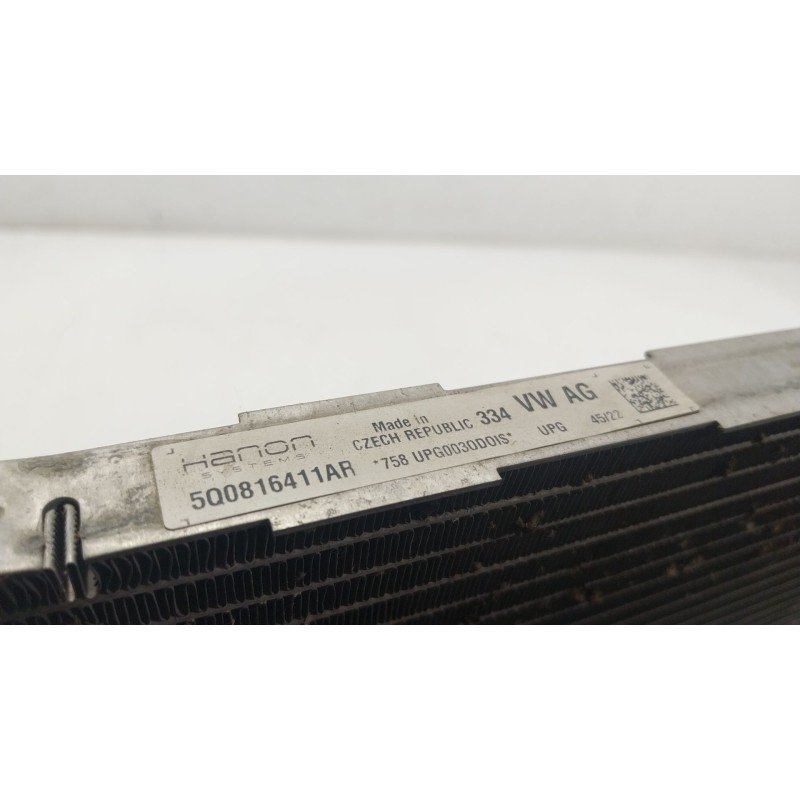 Hanon
SYSTEMS
5Q0816411AR
Made in
CZECH REPUBLIC 334 VW AG
*758 UPG0030DOIS* UPG 45/22